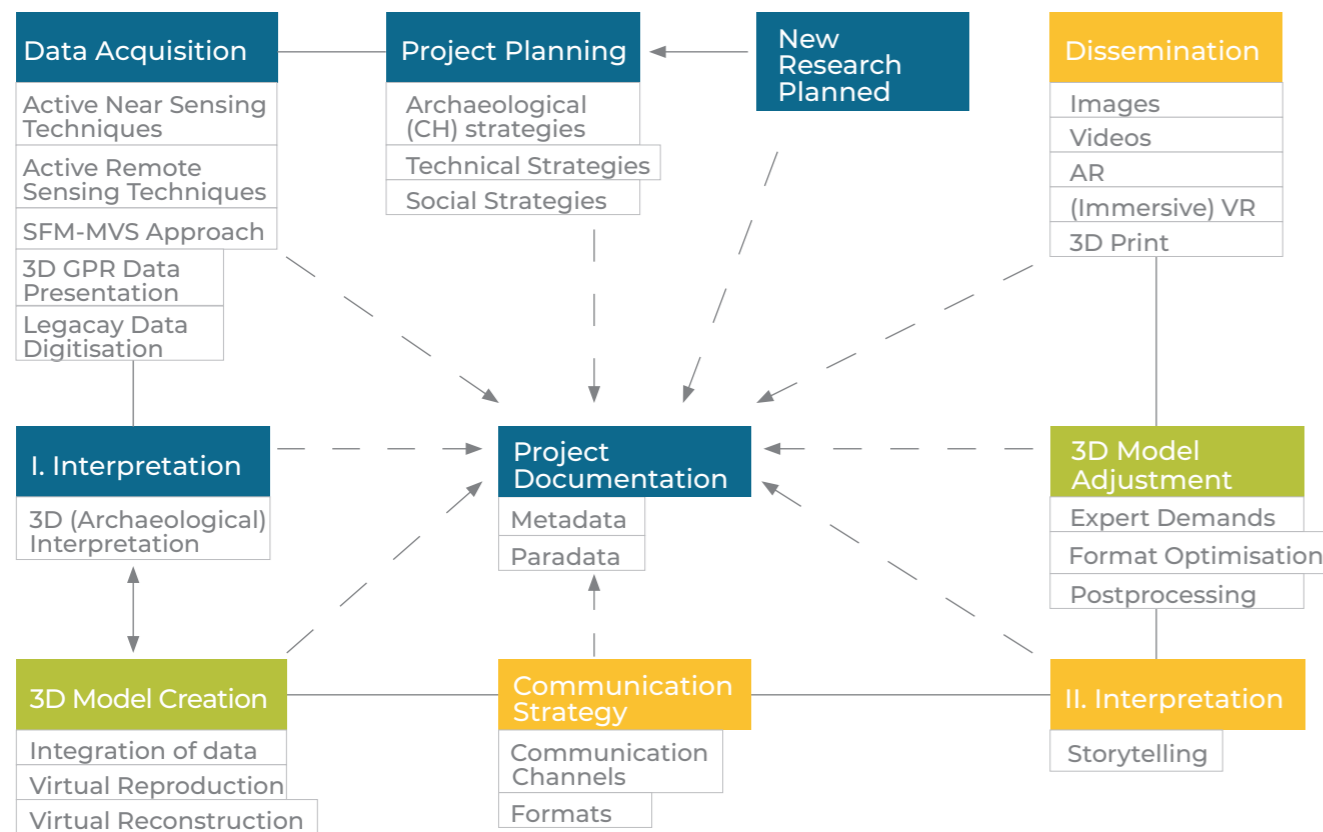 Data Acquisition
Active Near Sensing
Techniques
Active Remote
Sensing Techniques
SFM-MVS Approach
3D GPR Data
Presentation
Legacay Data
Digitisation
Project Planning
Archaeological
(CH) strategies
Technical Strategies
Social Strategies
New
Research
Planned
Dissemination
Images
Videos
AR
(Immersive) VR
3D Print
I. Interpretation
3D (Archaeological)
Interpretation
Project
Documentation
Metadata
Paradata
3D Model
Adjustment
Expert Demands
Format Optimisation
Postprocessing
3D Model Creation
Integration of data
Virtual Reproduction
Virtual Reconstruction
Communication
Strategy
Communication
Channels
Formats
II. Interpretation
Storytelling